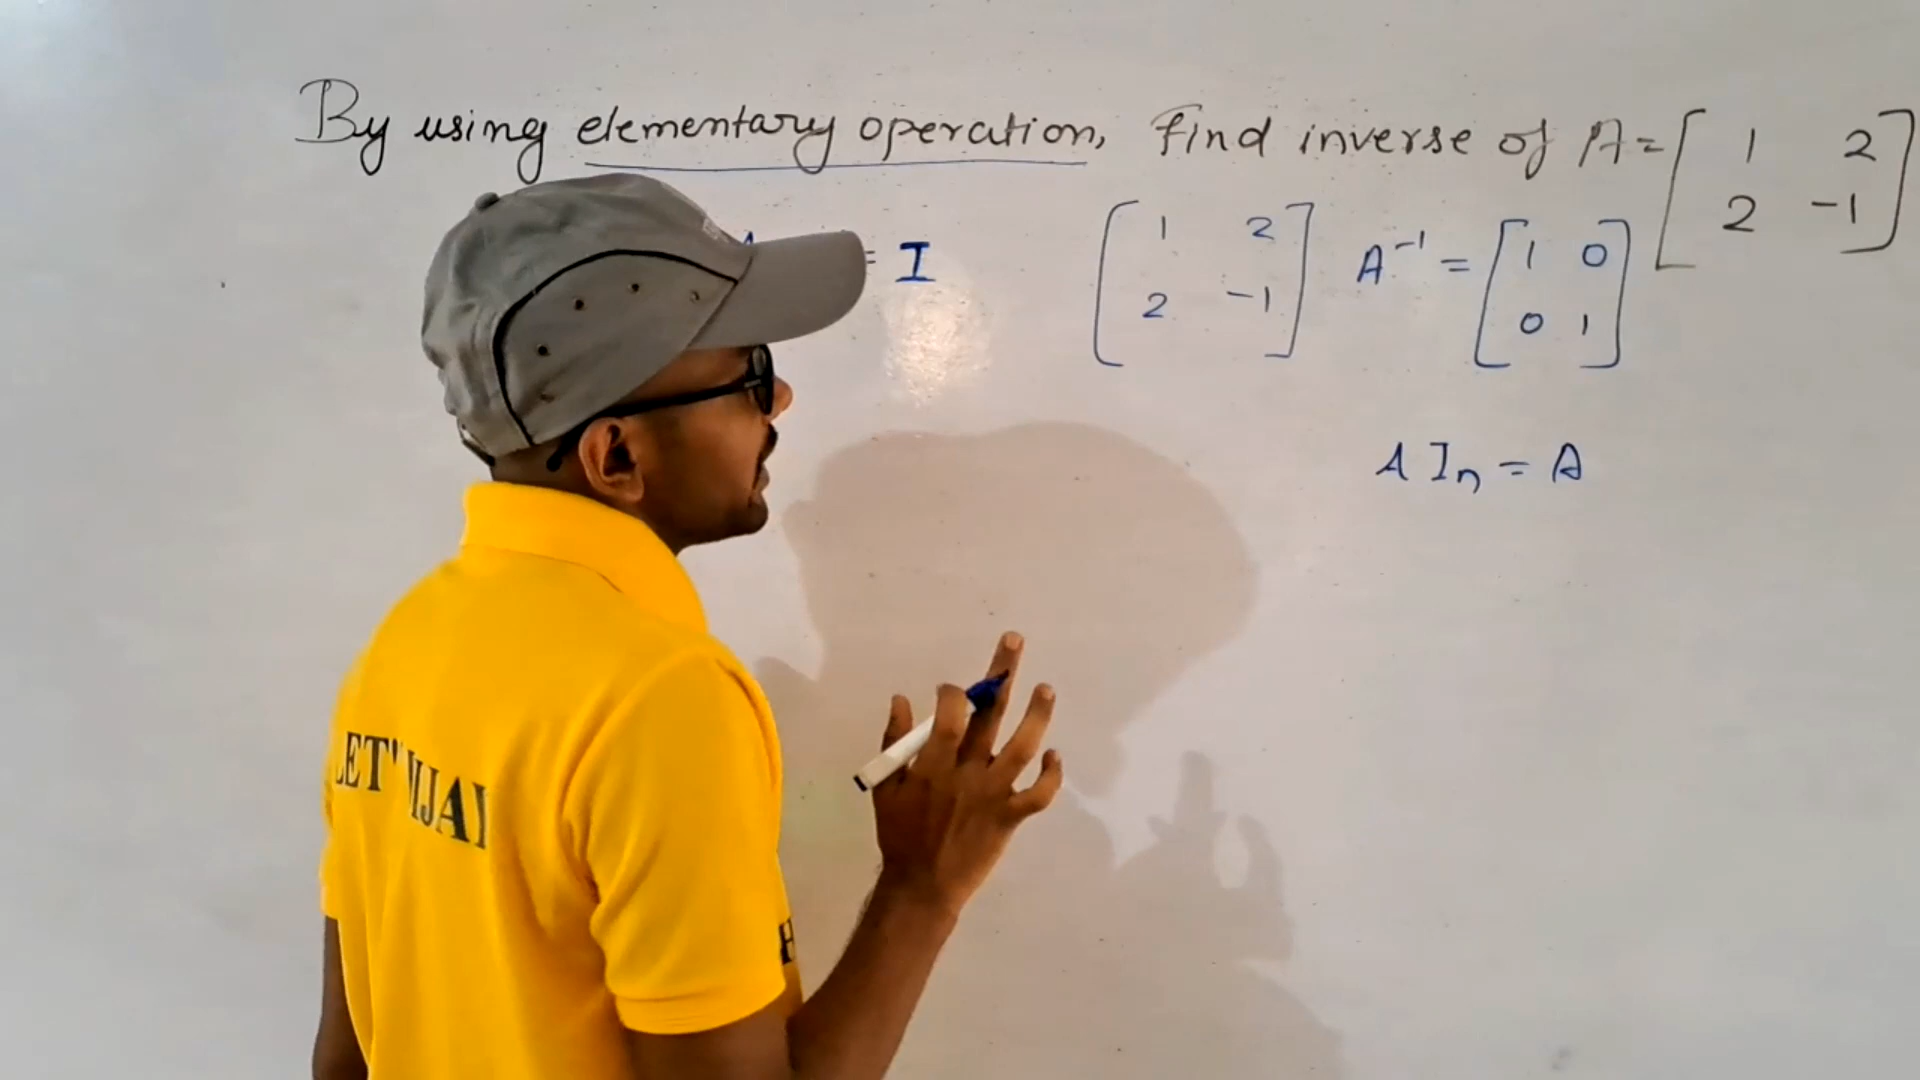 By using elementary operation, find inverse of A = [ 1 2
2 -1 ]
= I
[ 1 2
2 -1 ] A⁻¹ = [ 1 0
0 1 ]
A Iₙ = A